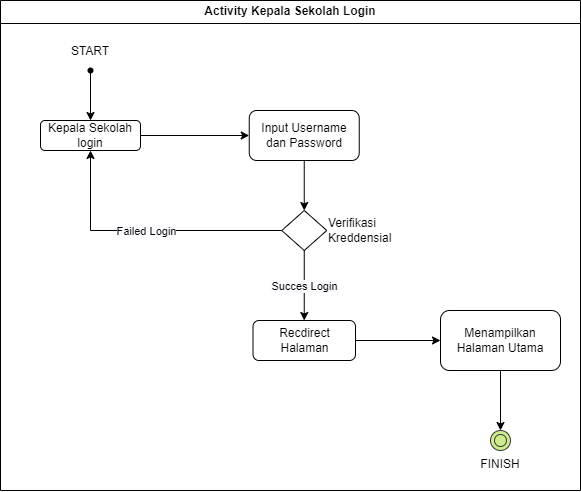 Activity Kepala Sekolah Login
START
Kepala Sekolah
login
Input Username
dan Password
Verifikasi
Kreddensial
Failed Login
Succes Login
Recdirect
Halaman
Menampilkan
Halaman Utama
FINISH